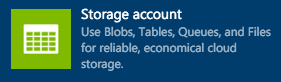 Storage account
Use Blobs, Tables, Queues, and Files
for reliable, economical cloud
storage.